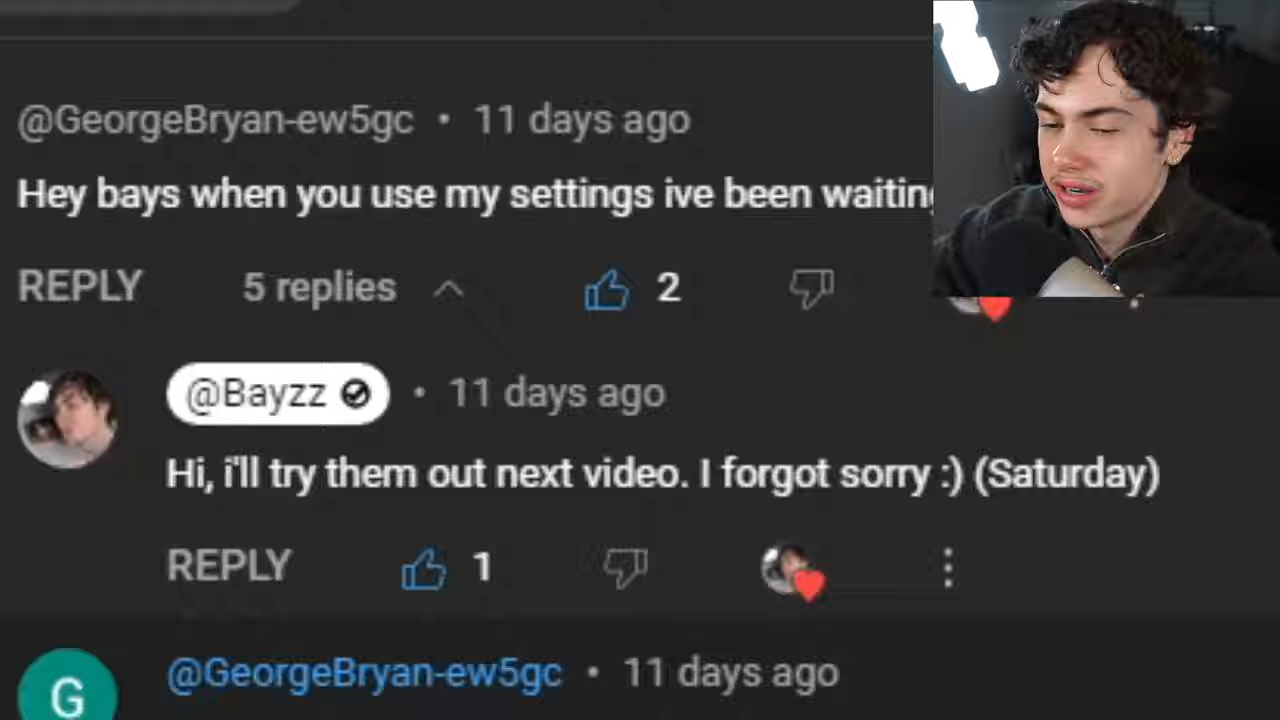 @GeorgeBryan-ew5gc • 11 days ago
Hey bays when you use my settings ive been waiting
REPLY 5 replies 2
@Bayzz • 11 days ago
Hi, i'll try them out next video. I forgot sorry :) (Saturday)
REPLY 1
G @GeorgeBryan-ew5gc • 11 days ago